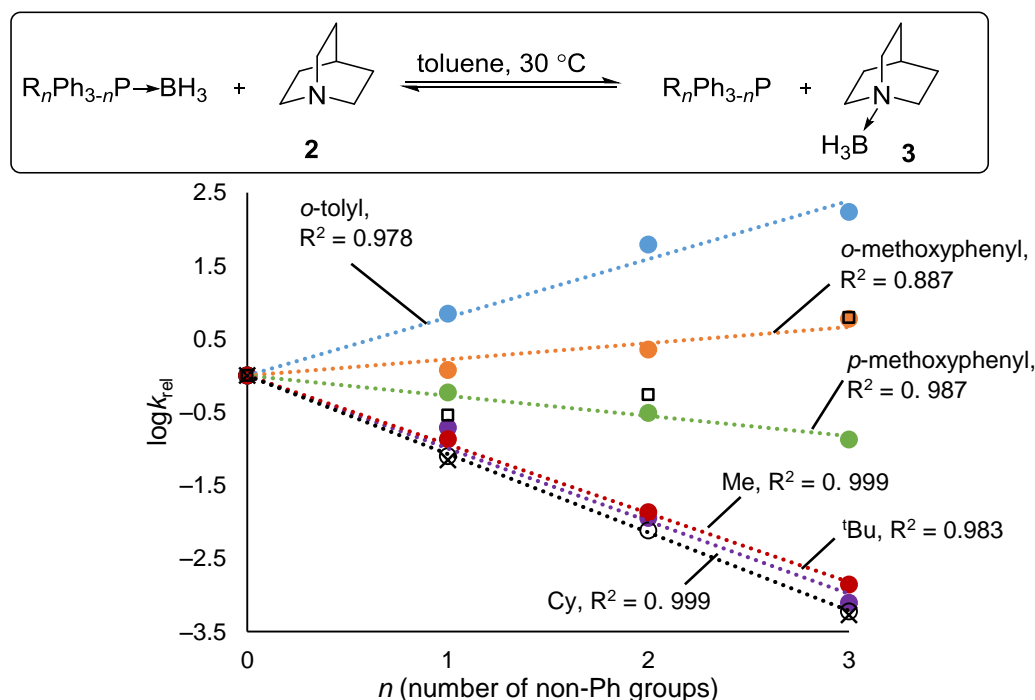 toluene, 30 °C
RnPh3-nP→BH3 + N RnPh3-nP + N
H3B
2 3
2.5
o-tolyl,
R2 = 0.978
o-methoxyphenyl,
R2 = 0.887
1.5
0.5
p-methoxyphenyl,
R2 = 0. 987
logkrel
–0.5
Me, R2 = 0. 999
–1.5
tBu, R2 = 0.983
–2.5
Cy, R2 = 0. 999
–3.5
0 1 2 3
n (number of non-Ph groups)